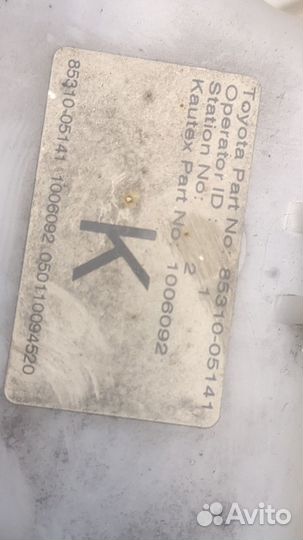 Toyota Part No: 85310-05141
Operator ID : 1
Station No: 2
Kautex Part No: 1006092
K
85310-05141 1006092 050110094520
Avito